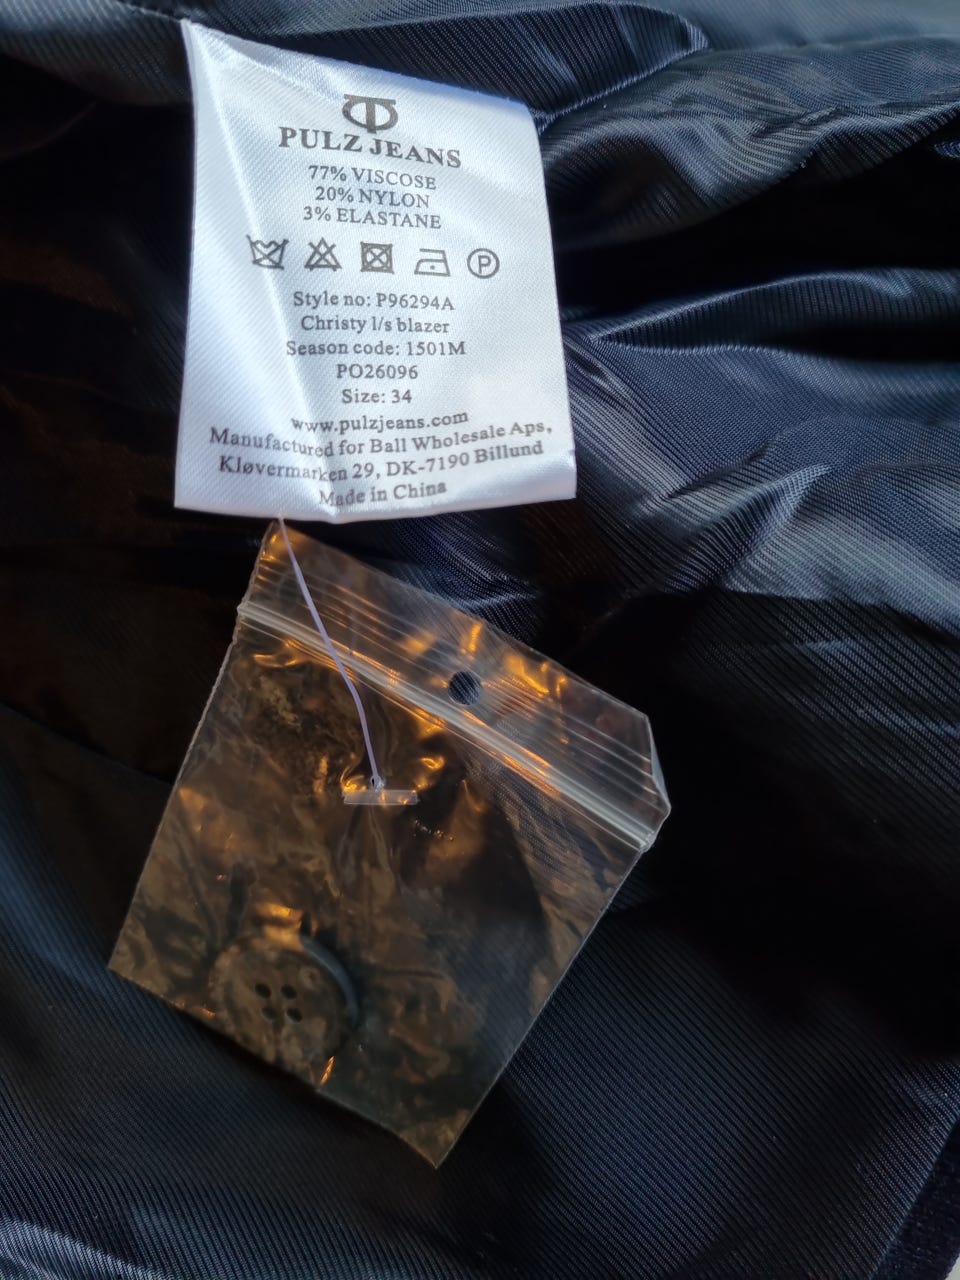 PULZ JEANS
77% VISCOSE
20% NYLON
3% ELASTANE
P
Style no: P96294A
Christy l/s blazer
Season code: 1501M
PO26096
Size: 34
www.pulzjeans.com
Manufactured for Ball Wholesale Aps,
Kløvermarken 29, DK-7190 Billund
Made in China